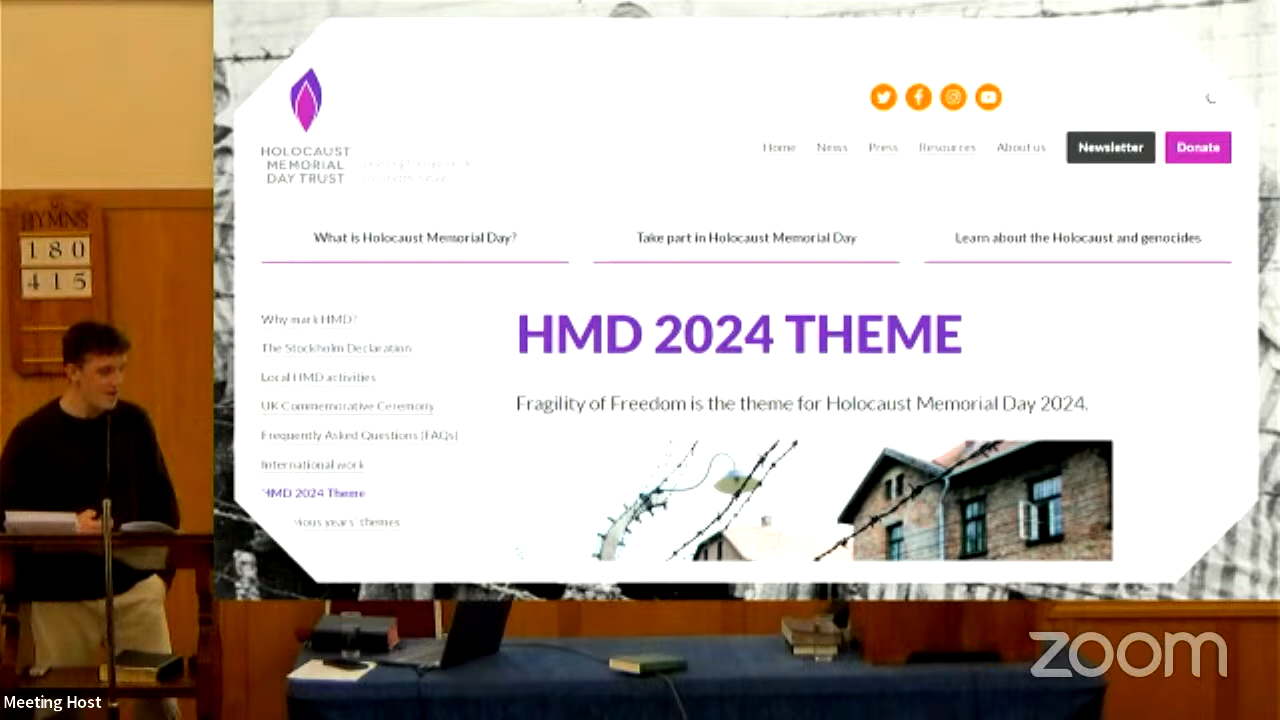 HYMNS
180
415
HOLOCAUST
MEMORIAL
DAY TRUST
Home News Press Resources About us Newsletter Donate
What is Holocaust Memorial Day? Take part in Holocaust Memorial Day Learn about the Holocaust and genocides
Why mark HMD?
The Stockholm Declaration
Local HMD activities
UK Commemorative Ceremony
Frequently Asked Questions (FAQs)
International work
HMD 2024 Theme
vious years' themes
HMD 2024 THEME
Fragility of Freedom is the theme for Holocaust Memorial Day 2024.
zoom
Meeting Host